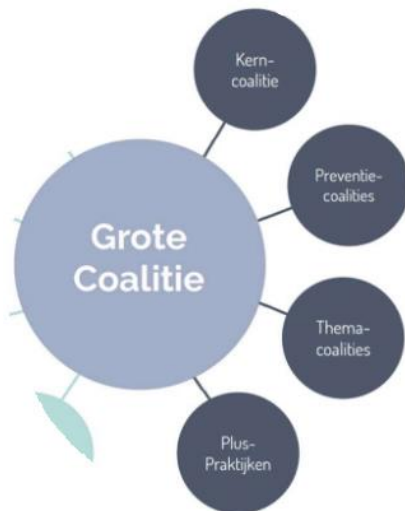 Kern-
coalitie
Preventie-
coalities
Grote
Coalitie
Thema-
coalities
Plus-
Praktijken